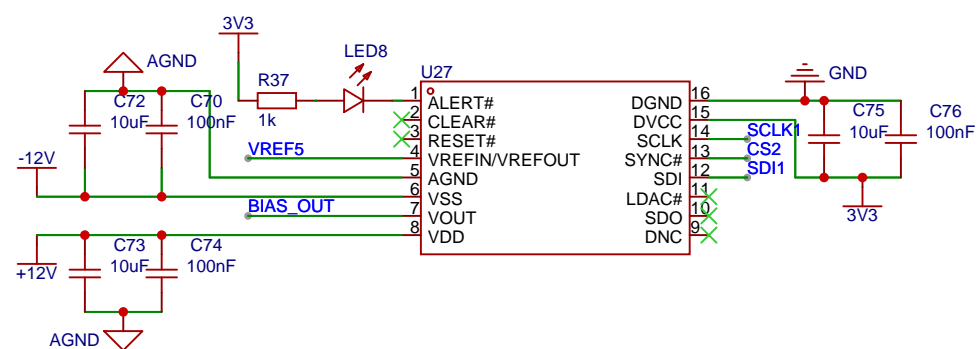 3V3
AGND
LED8
U27
GND
C72
C70
R37
10uF
100nF
1k
1
ALERT#
DGND
16
2
CLEAR#
DVCC
15
3
RESET#
SCLK
14
SCLK1
C75
C76
10uF
100nF
VREF5
4
VREFIN/VREFOUT
SYNC#
13
CS2
-12V
5
AGND
SDI
12
SDI1
6
VSS
LDAC#
11
BIAS_OUT
7
VOUT
SDO
10
3V3
8
VDD
DNC
9
C73
C74
10uF
100nF
+12V
AGND